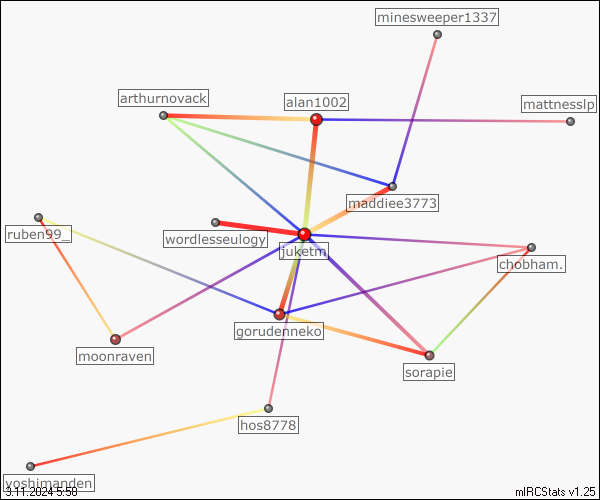 minesweeper1337
arthurnovack
alan1002
mattnesslp
maddiee3773
ruben99_
wordlesseulogy
juketm
chobham.
gorudenneko
moonraven
sorapie
hos8778
yoshimanden
3.11.2024 5:58
mIRCStats v1.25